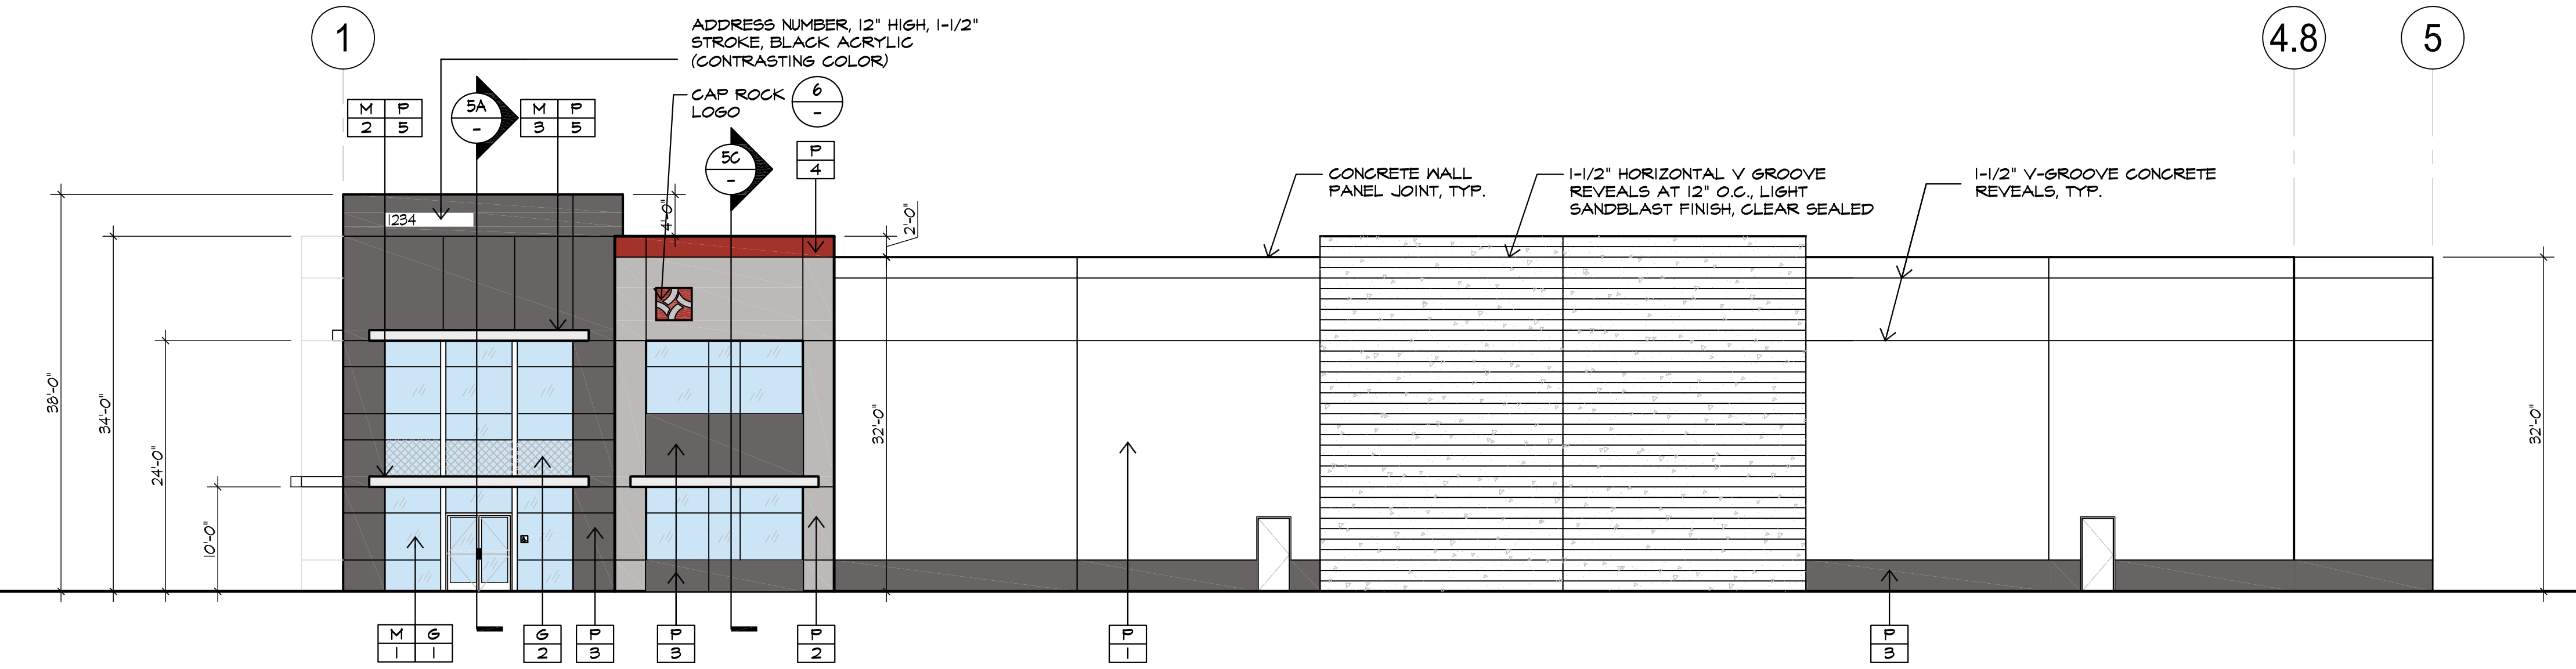 1
4.8
5
ADDRESS NUMBER, 12" HIGH, 1-1/2"
STROKE, BLACK ACRYLIC
(CONTRASTING COLOR)
CAP ROCK
LOGO
6
-
M P
2 5
5A
-
M P
3 5
5C
-
P
4
CONCRETE WALL
PANEL JOINT, TYP.
1-1/2" HORIZONTAL V GROOVE
REVEALS AT 12" O.C., LIGHT
SANDBLAST FINISH, CLEAR SEALED
1-1/2" V-GROOVE CONCRETE
REVEALS, TYP.
1234
4'-0"
2'-0"
38'-0"
34'-0"
24'-0"
10'-0"
32'-0"
32'-0"
M G
1 1
G
2
P
3
P
3
P
2
P
1
P
3